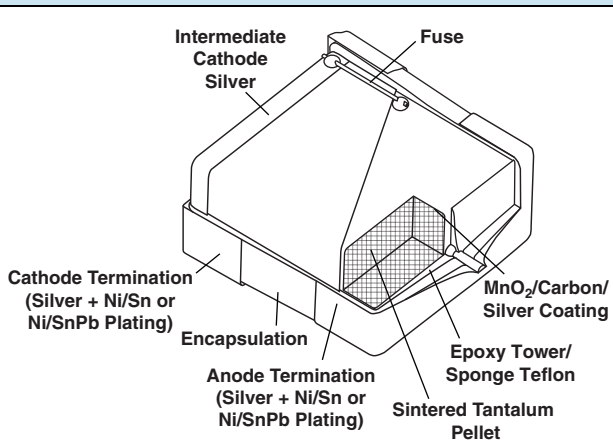 Intermediate
Cathode
Silver
Fuse
Cathode Termination
(Silver + Ni/Sn or
Ni/SnPb Plating)
Encapsulation
Anode Termination
(Silver + Ni/Sn or
Ni/SnPb Plating)
MnO₂/Carbon/
Silver Coating
Epoxy Tower/
Sponge Teflon
Sintered Tantalum
Pellet